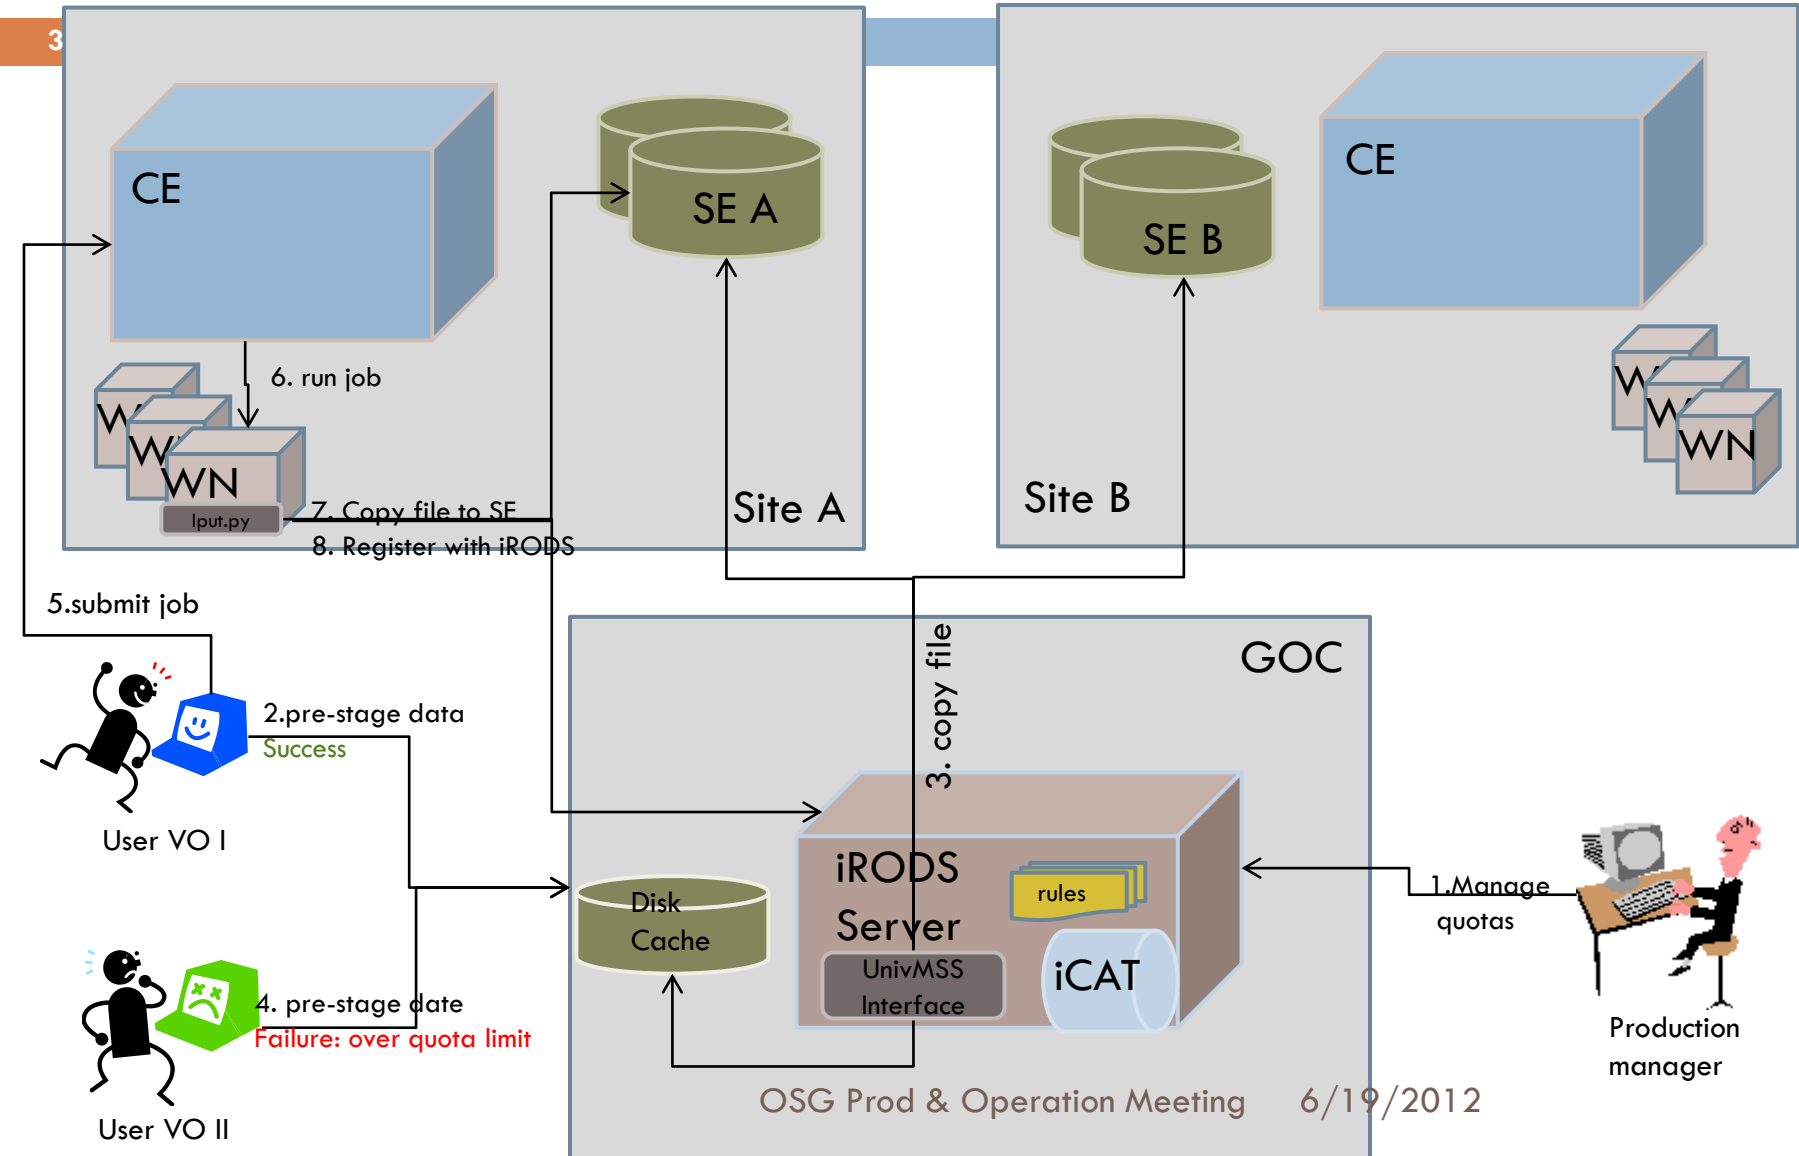 3
CE
SE A
6. run job
W
WN
WN
Iput.py
7. Copy file to SE
8. Register with iRODS
Site A
CE
SE B
W
W
WN
Site B
5.submit job
2.pre-stage data
Success
User VO I
4. pre-stage date
Failure: over quota limit
User VO II
GOC
3. copy file
iRODS
Server
rules
Disk
Cache
UnivMSS
Interface
iCAT
1.Manage
quotas
Production
manager
OSG Prod & Operation Meeting
6/19/2012